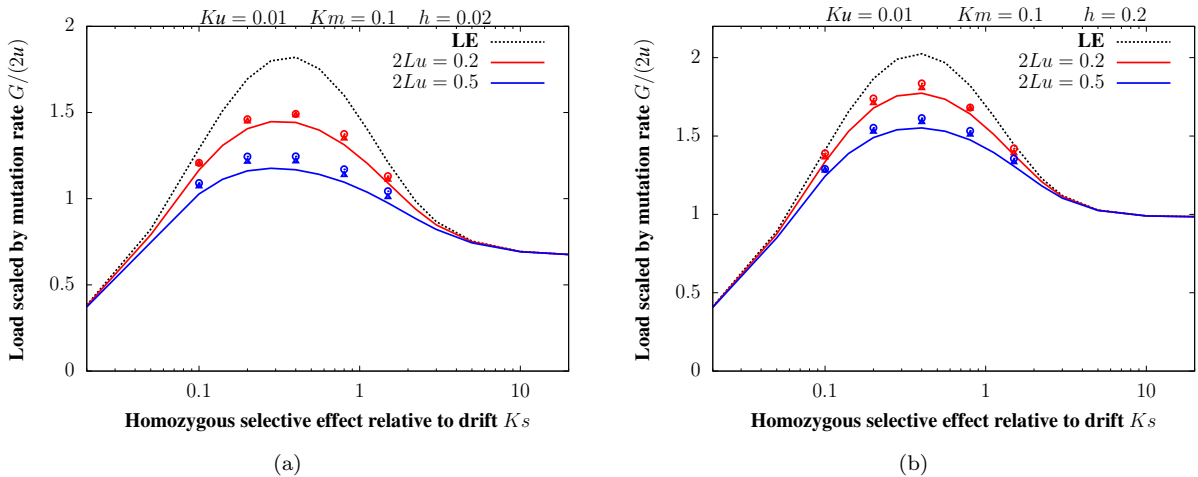 Ku = 0.01 Km = 0.1 h = 0.02
LE
2Lu = 0.2
2Lu = 0.5
Load scaled by mutation rate G/(2u)
2
1.5
1
0.5
0
0.1 1 10
Homozygous selective effect relative to drift Ks
(a)
Ku = 0.01 Km = 0.1 h = 0.2
LE
2Lu = 0.2
2Lu = 0.5
Load scaled by mutation rate G/(2u)
2
1.5
1
0.5
0
0.1 1 10
Homozygous selective effect relative to drift Ks
(b)